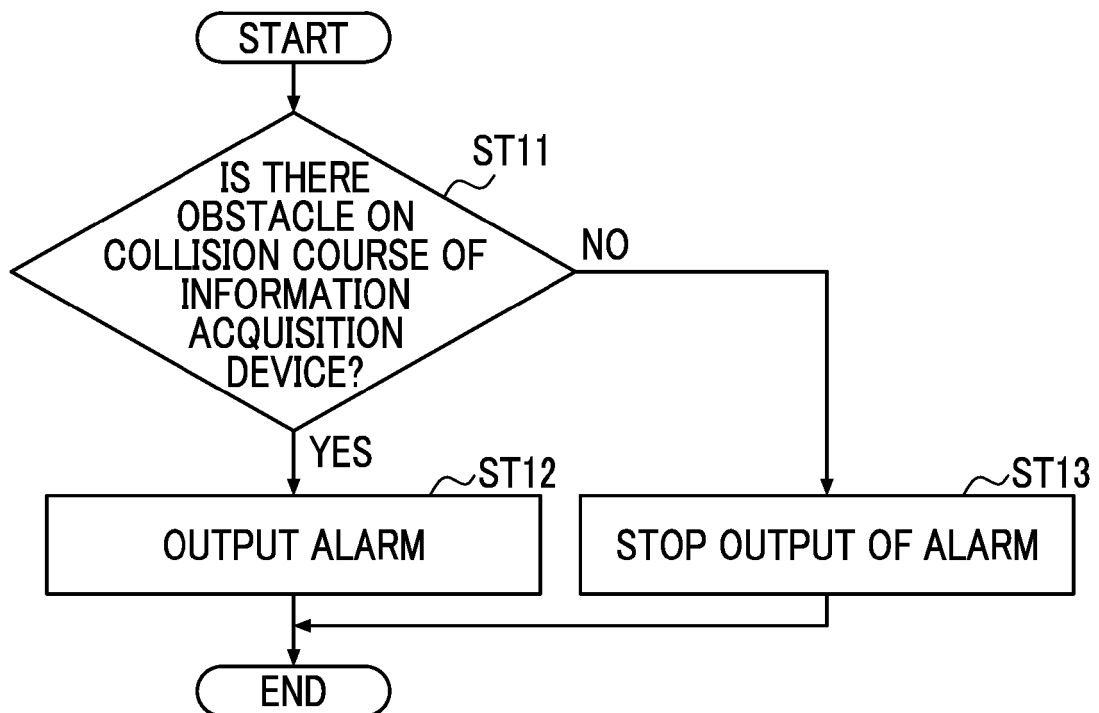 START
ST11
IS THERE
OBSTACLE ON
COLLISION COURSE OF
INFORMATION
ACQUISITION
DEVICE?
NO
YES
ST12
OUTPUT ALARM
ST13
STOP OUTPUT OF ALARM
END